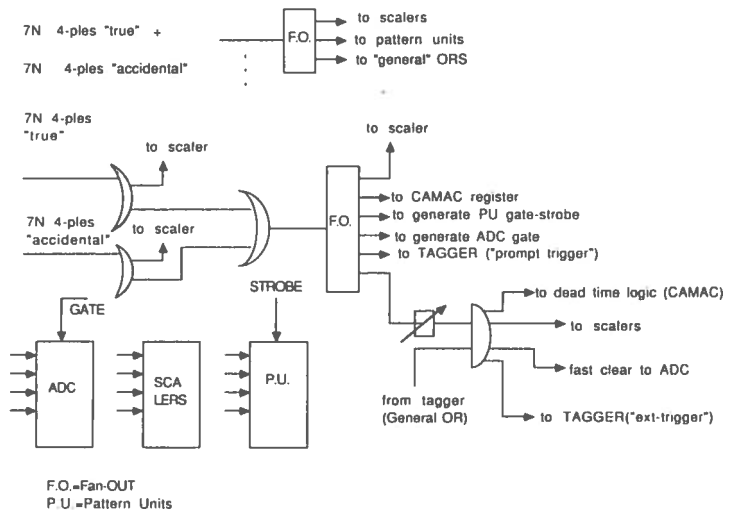 7N 4-ples "true" +
7N 4-ples "accidental"
F.O.
to scalers
to pattern units
to "general" ORS
7N 4-ples
"true"
to scaler
to scaler
7N 4-ples
"accidental"
to scaler
F.O.
to CAMAC register
to generate PU gate-strobe
to generate ADC gate
to TAGGER ("prompt trigger")
GATE
STROBE
to dead time logic (CAMAC)
to scalers
fast clear to ADC
to TAGGER("ext-trigger")
from tagger
(General OR)
ADC
SCA
LERS
P.U.
F.O.=Fan-OUT
P.U.=Pattern Units